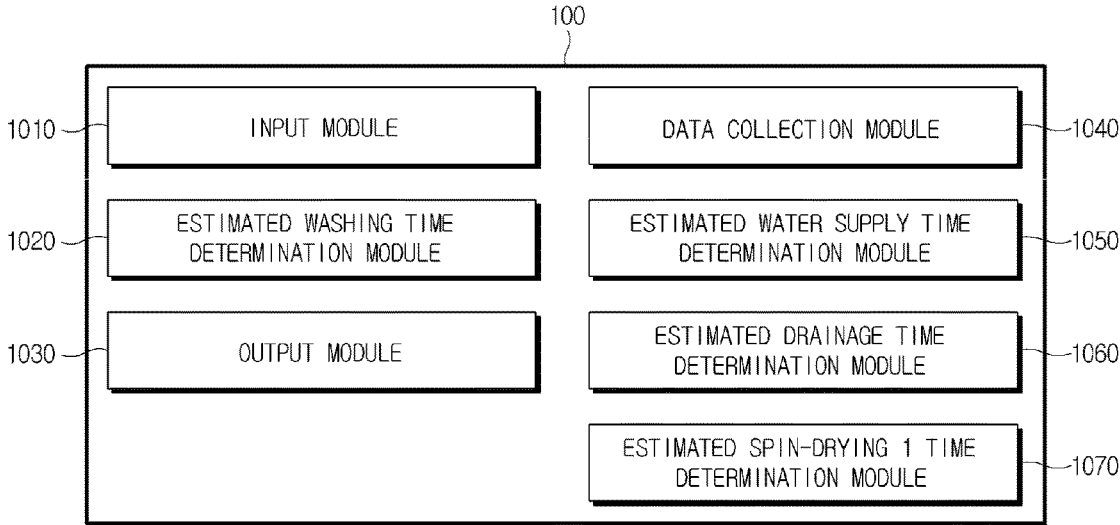 100
1010
INPUT MODULE
DATA COLLECTION MODULE
1040
1020
ESTIMATED WASHING TIME
DETERMINATION MODULE
ESTIMATED WATER SUPPLY TIME
DETERMINATION MODULE
1050
1030
OUTPUT MODULE
ESTIMATED DRAINAGE TIME
DETERMINATION MODULE
1060
ESTIMATED SPIN-DRYING 1 TIME
DETERMINATION MODULE
1070